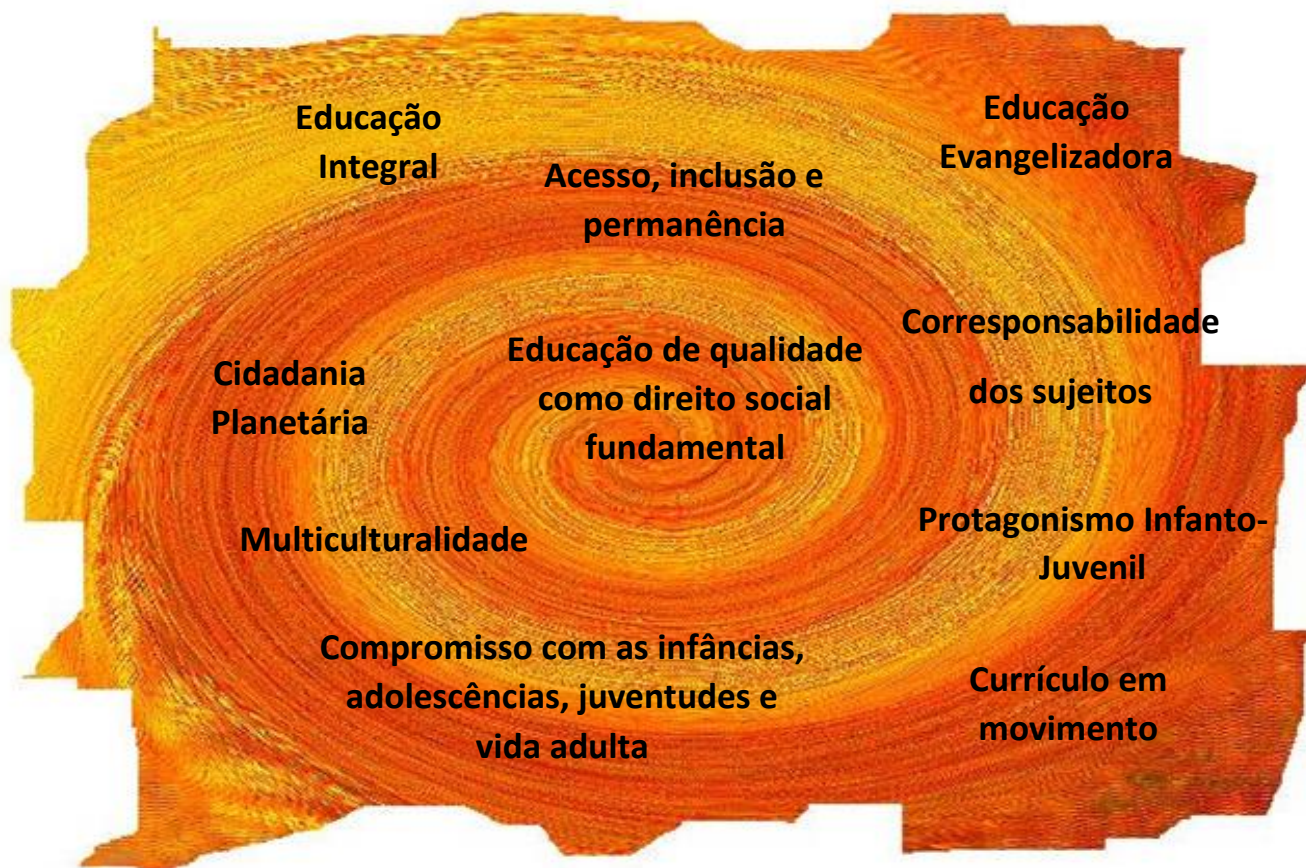 Educação
Integral
Educação
Evangelizadora
Acesso, inclusão e
permanência
Corresponsabilidade
dos sujeitos
Educação de qualidade
como direito social
fundamental
Cidadania
Planetária
Multiculturalidade
Protagonismo Infanto-
Juvenil
Compromisso com as infâncias,
adolescências, juventudes e
vida adulta
Currículo em
movimento